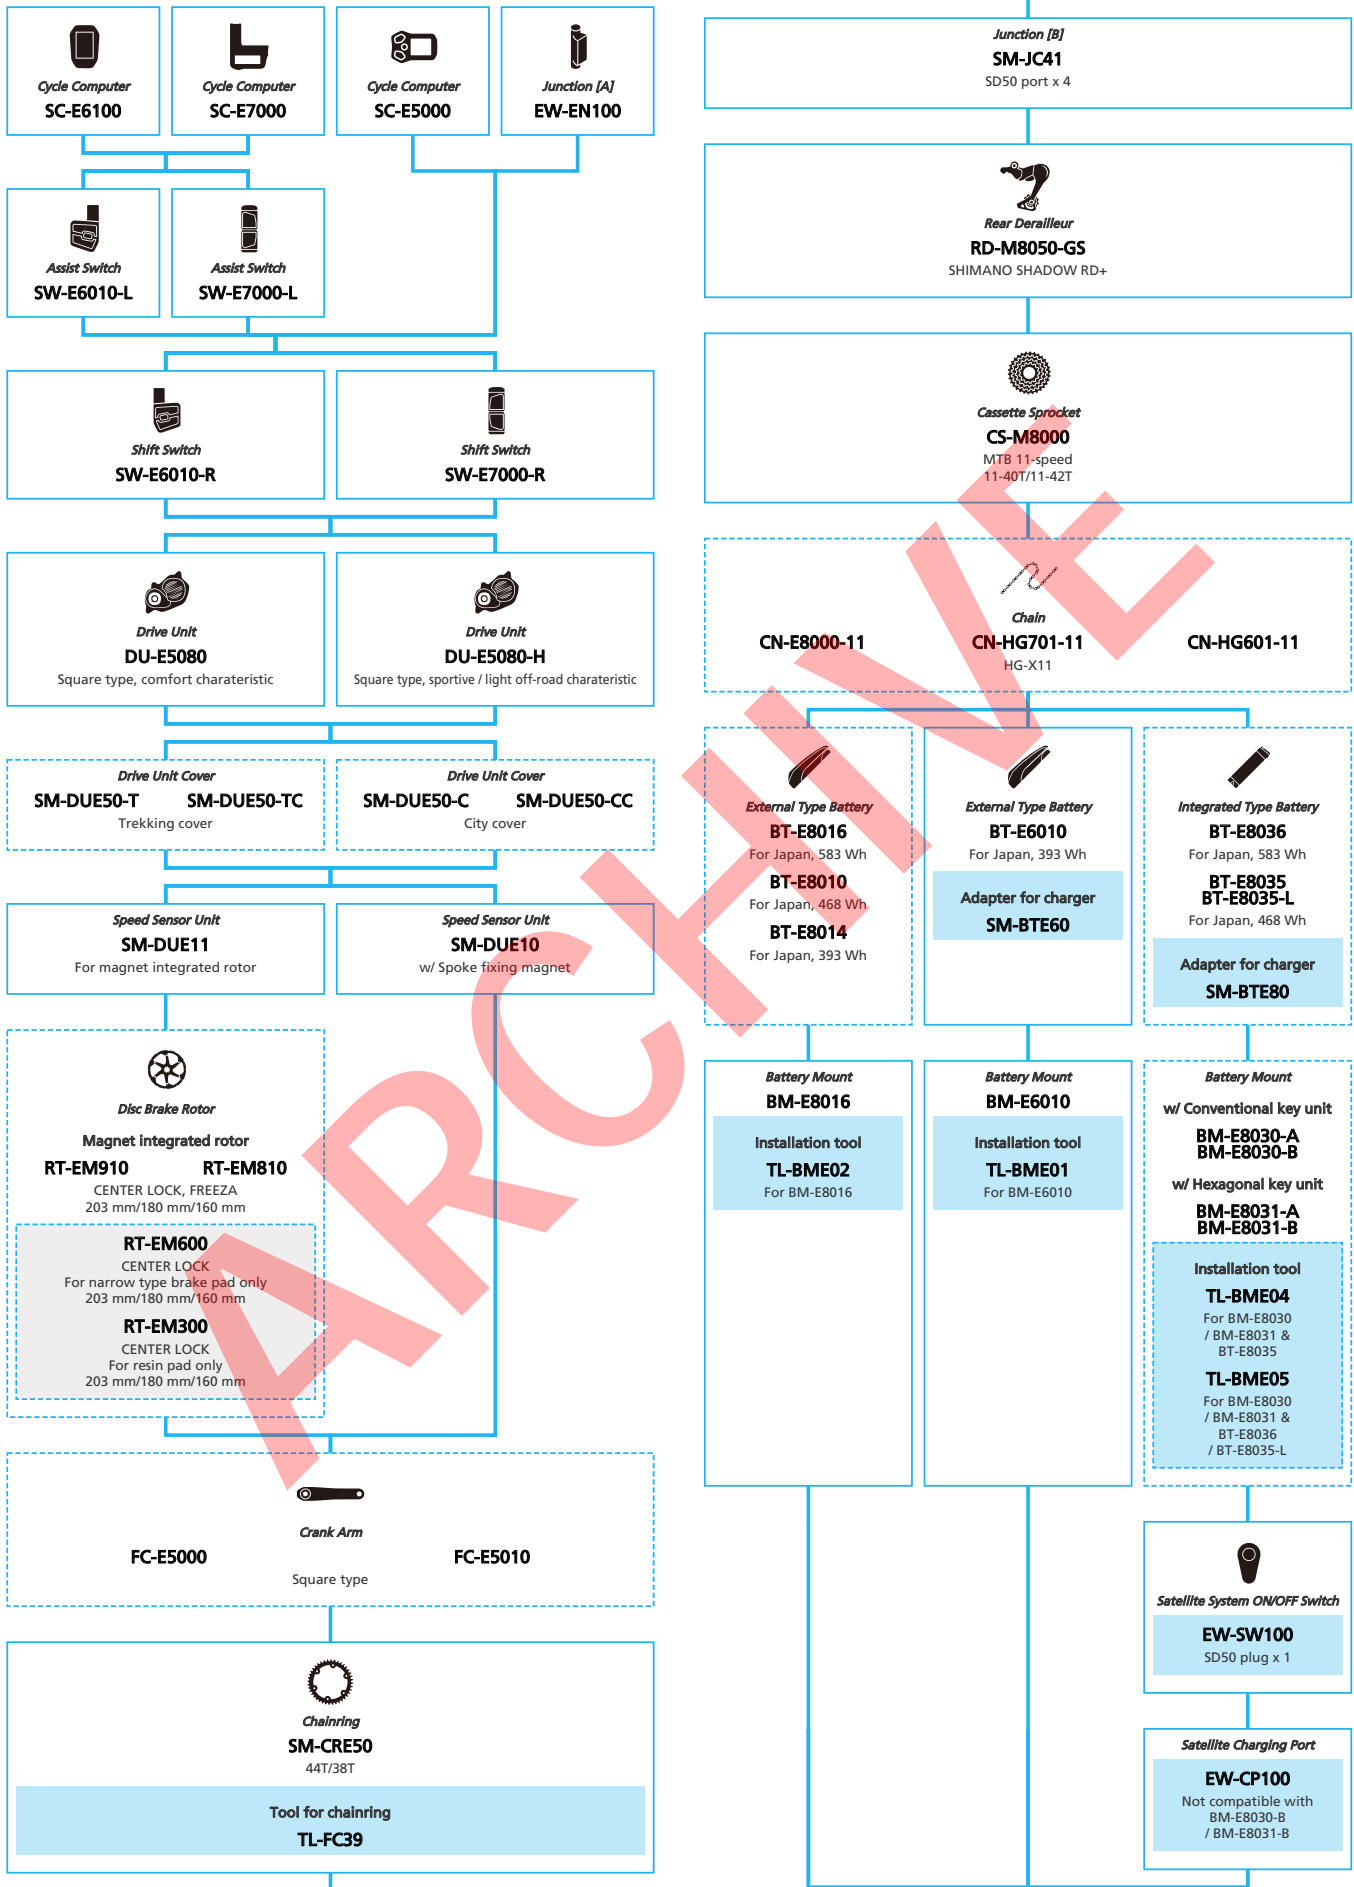 Cycle Computer
SC-E6100
Cycle Computer
SC-E7000
Cycle Computer
SC-E5000
Junction [A]
EW-EN100
Assist Switch
SW-E6010-L
Assist Switch
SW-E7000-L
Shift Switch
SW-E6010-R
Shift Switch
SW-E7000-R
Drive Unit
DU-E5080
Square type, comfort charateristic
Drive Unit
DU-E5080-H
Square type, sportive / light off-road charateristic
Drive Unit Cover
SM-DUE50-T SM-DUE50-TC
Trekking cover
Drive Unit Cover
SM-DUE50-C SM-DUE50-CC
City cover
Speed Sensor Unit
SM-DUE11
For magnet integrated rotor
Speed Sensor Unit
SM-DUE10
w/ Spoke fixing magnet
Disc Brake Rotor
Magnet integrated rotor
RT-EM910 RT-EM810
CENTER LOCK, FREEZA
203 mm/180 mm/160 mm
RT-EM600
CENTER LOCK
For narrow type brake pad only
203 mm/180 mm/160 mm
RT-EM300
CENTER LOCK
For resin pad only
203 mm/180 mm/160 mm
Crank Arm
FC-E5000 FC-E5010
Square type
Chainring
SM-CRE50
44T/38T
Tool for chainring
TL-FC39
Junction [B]
SM-JC41
SD50 port x 4
Rear Derailleur
RD-M8050-GS
SHIMANO SHADOW RD+
Cassette Sprocket
CS-M8000
MTB 11-speed
11-40T/11-42T
Chain
CN-E8000-11 CN-HG701-11 CN-HG601-11
HG-X11
External Type Battery
BT-E8016
For Japan, 583 Wh
BT-E8010
For Japan, 468 Wh
BT-E8014
For Japan, 393 Wh
External Type Battery
BT-E6010
For Japan, 393 Wh
Adapter for charger
SM-BTE60
Integrated Type Battery
BT-E8036
For Japan, 583 Wh
BT-E8035
BT-E8035-L
For Japan, 468 Wh
Adapter for charger
SM-BTE80
Battery Mount
BM-E8016
Installation tool
TL-BME02
For BM-E8016
Battery Mount
BM-E6010
Installation tool
TL-BME01
For BM-E6010
Battery Mount
w/ Conventional key unit
BM-E8030-A
BM-E8030-B
w/ Hexagonal key unit
BM-E8031-A
BM-E8031-B
Installation tool
TL-BME04
For BM-E8030
/ BM-E8031 &
BT-E8035
TL-BME05
For BM-E8030
/ BM-E8031 &
BT-E8036
/ BT-E8035-L
Satellite System ON/OFF Switch
EW-SW100
SD50 plug x 1
Satellite Charging Port
EW-CP100
Not compatible with
BM-E8030-B
/ BM-E8031-B
ARCHIVE